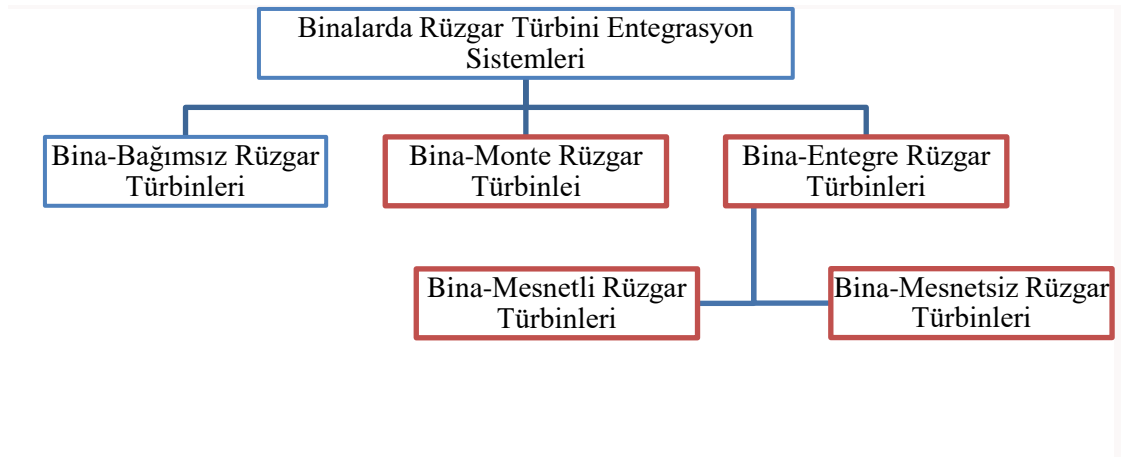 Binalarda Rüzgar Türbini Entegrasyon
Sistemleri
Bina-Bağımsız Rüzgar
Türbinleri
Bina-Monte Rüzgar
Türbinlei
Bina-Entegre Rüzgar
Türbinleri
Bina-Mesnetli Rüzgar
Türbinleri
Bina-Mesnetsiz Rüzgar
Türbinleri